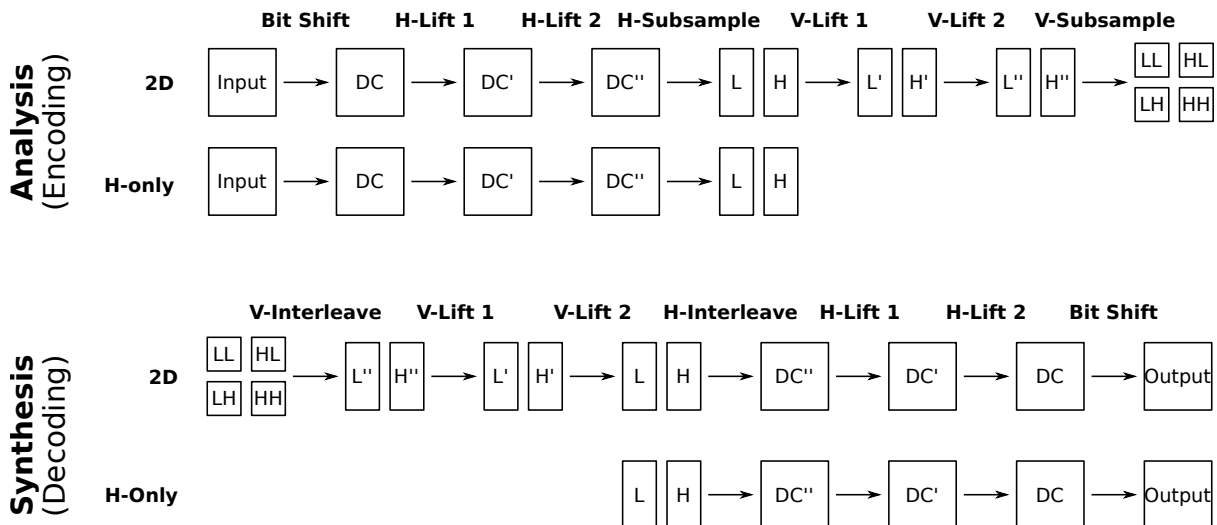 Analysis
(Encoding)
Bit Shift H-Lift 1 H-Lift 2 H-Subsample V-Lift 1 V-Lift 2 V-Subsample
2D Input DC DC' DC'' L H L' H' L'' H'' LL HL
LH HH
H-only Input DC DC' DC'' L H
Synthesis
(Decoding)
V-Interleave V-Lift 1 V-Lift 2 H-Interleave H-Lift 1 H-Lift 2 Bit Shift
2D LL HL L'' H'' L' H' L H DC'' DC' DC Output
LH HH
H-Only L H DC'' DC' DC Output